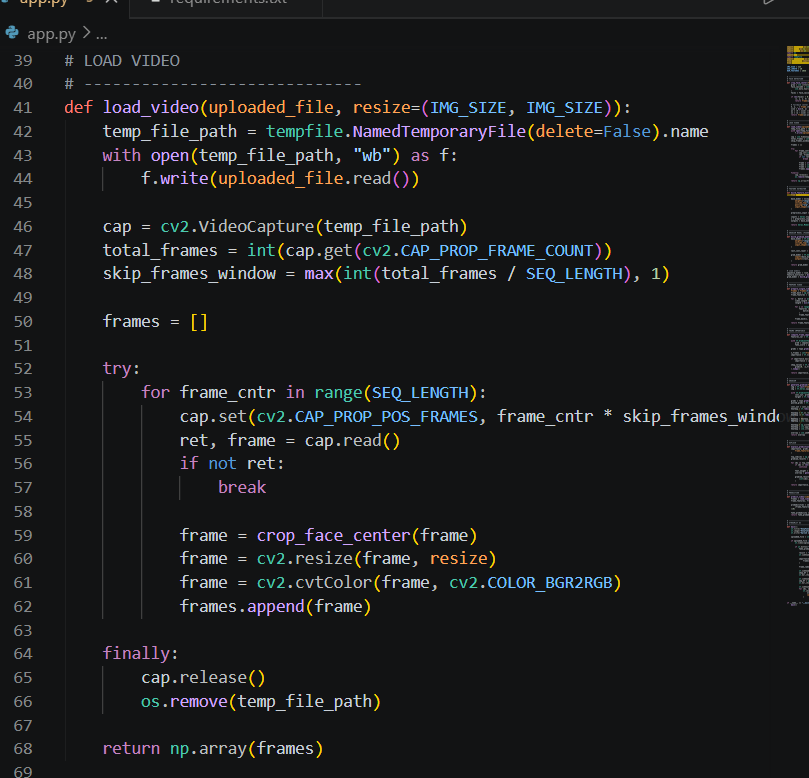 app.py
requirements.txt
app.py > ...
39 # LOAD VIDEO
40 # -----------------------------
41 def load_video(uploaded_file, resize=(IMG_SIZE, IMG_SIZE)):
42     temp_file_path = tempfile.NamedTemporaryFile(delete=False).name
43     with open(temp_file_path, "wb") as f:
44         f.write(uploaded_file.read())
45
46     cap = cv2.VideoCapture(temp_file_path)
47     total_frames = int(cap.get(cv2.CAP_PROP_FRAME_COUNT))
48     skip_frames_window = max(int(total_frames / SEQ_LENGTH), 1)
49
50     frames = []
51
52     try:
53         for frame_cntr in range(SEQ_LENGTH):
54             cap.set(cv2.CAP_PROP_POS_FRAMES, frame_cntr * skip_frames_windo
55             ret, frame = cap.read()
56             if not ret:
57                 break
58
59             frame = crop_face_center(frame)
60             frame = cv2.resize(frame, resize)
61             frame = cv2.cvtColor(frame, cv2.COLOR_BGR2RGB)
62             frames.append(frame)
63
64     finally:
65         cap.release()
66         os.remove(temp_file_path)
67
68     return np.array(frames)
69